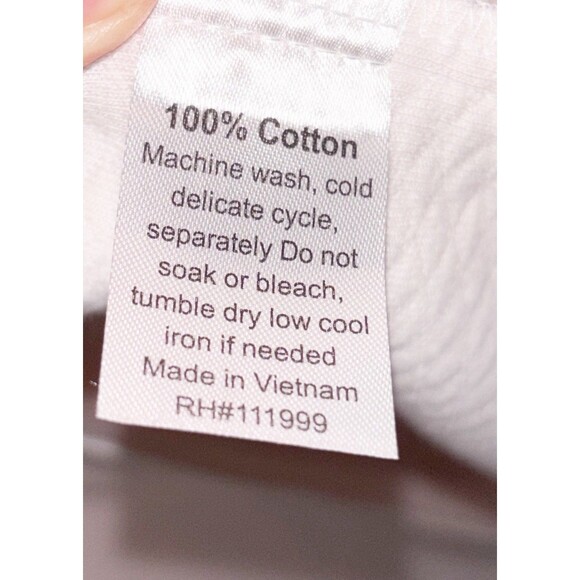 100% Cotton
Machine wash, cold
delicate cycle,
separately Do not
soak or bleach,
tumble dry low cool
iron if needed
Made in Vietnam
RH#111999